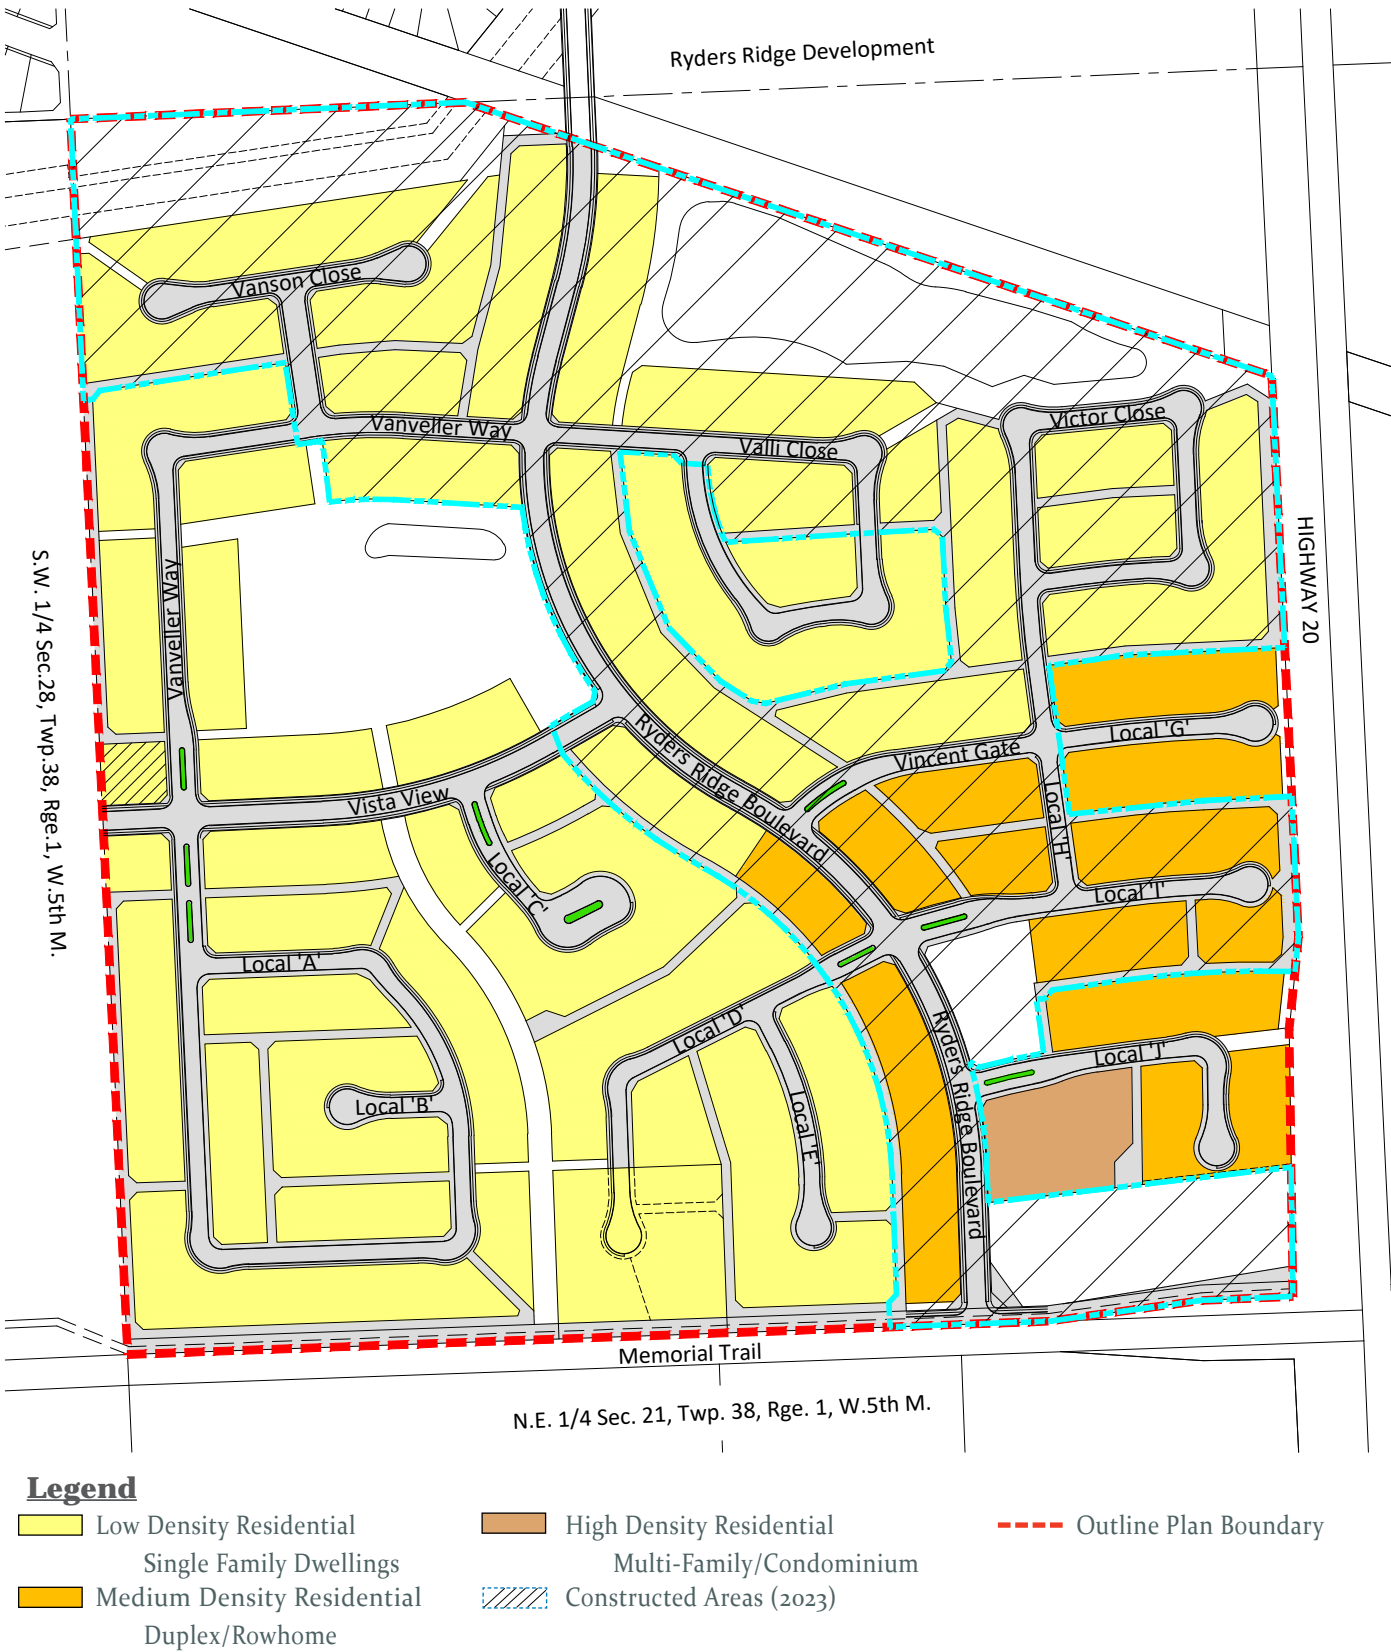 Ryders Ridge Development
Vanson Close
Vanveller Way
Valli Close
Victor Close
HIGHWAY 20
S.W. 1/4 Sec.28, Twp.38, Rge.1, W.5th M.
Vanveller Way
Ryders Ridge Boulevard
Vincent Gate
Local 'G'
Local 'H'
Vista View
Local 'C'
Local 'I'
Local 'A'
Local 'D'
Ryders Ridge Boulevard
Local 'J'
Local 'B'
Local 'E'
Memorial Trail
N.E. 1/4 Sec. 21, Twp. 38, Rge. 1, W.5th M.
Legend
Low Density Residential
Single Family Dwellings
Medium Density Residential
Duplex/Rowhome
High Density Residential
Multi-Family/Condominium
Constructed Areas (2023)
Outline Plan Boundary